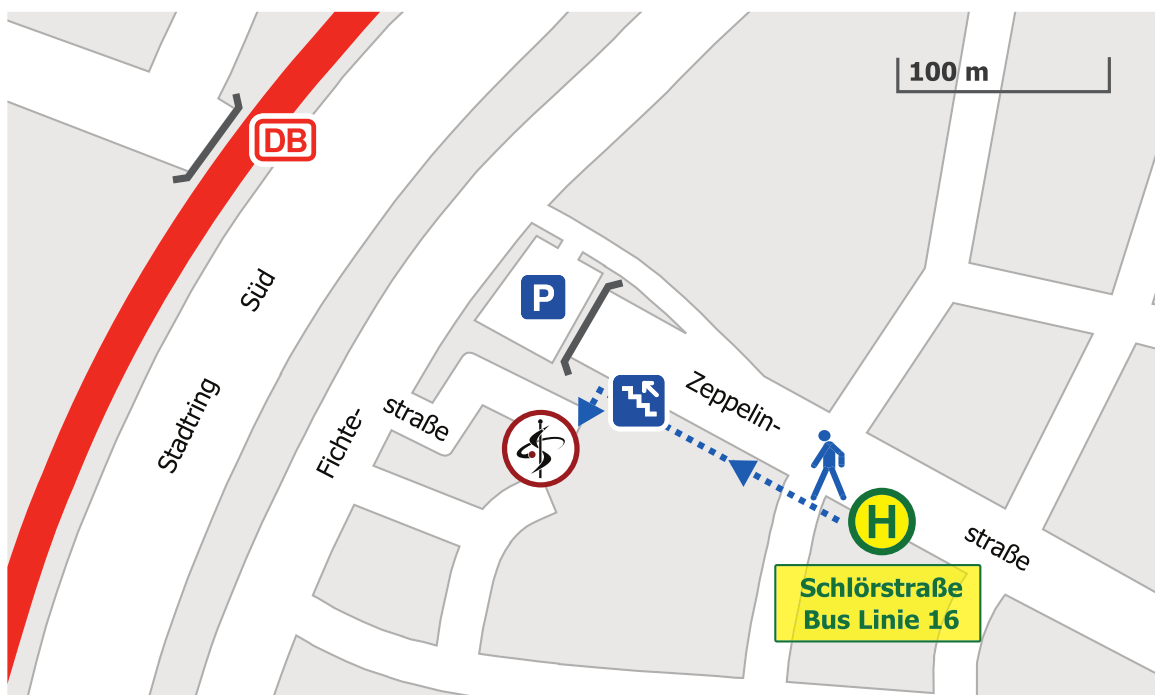 100 m
DB
Süd
P
Stadtring
Fichte-
straße
Zeppelin-
straße
H
Schlörstraße
Bus Linie 16